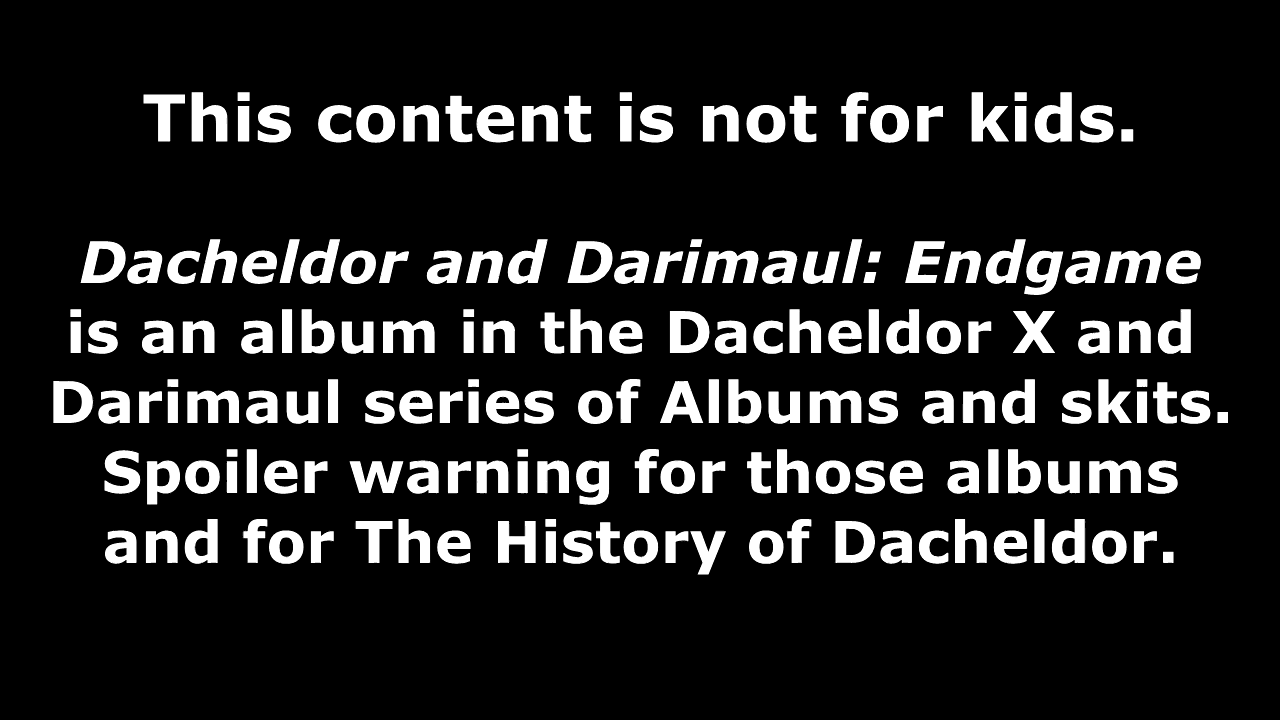 This content is not for kids.
Dacheldor and Darimaul: Endgame
is an album in the Dacheldor X and
Darimaul series of Albums and skits.
Spoiler warning for those albums
and for The History of Dacheldor.